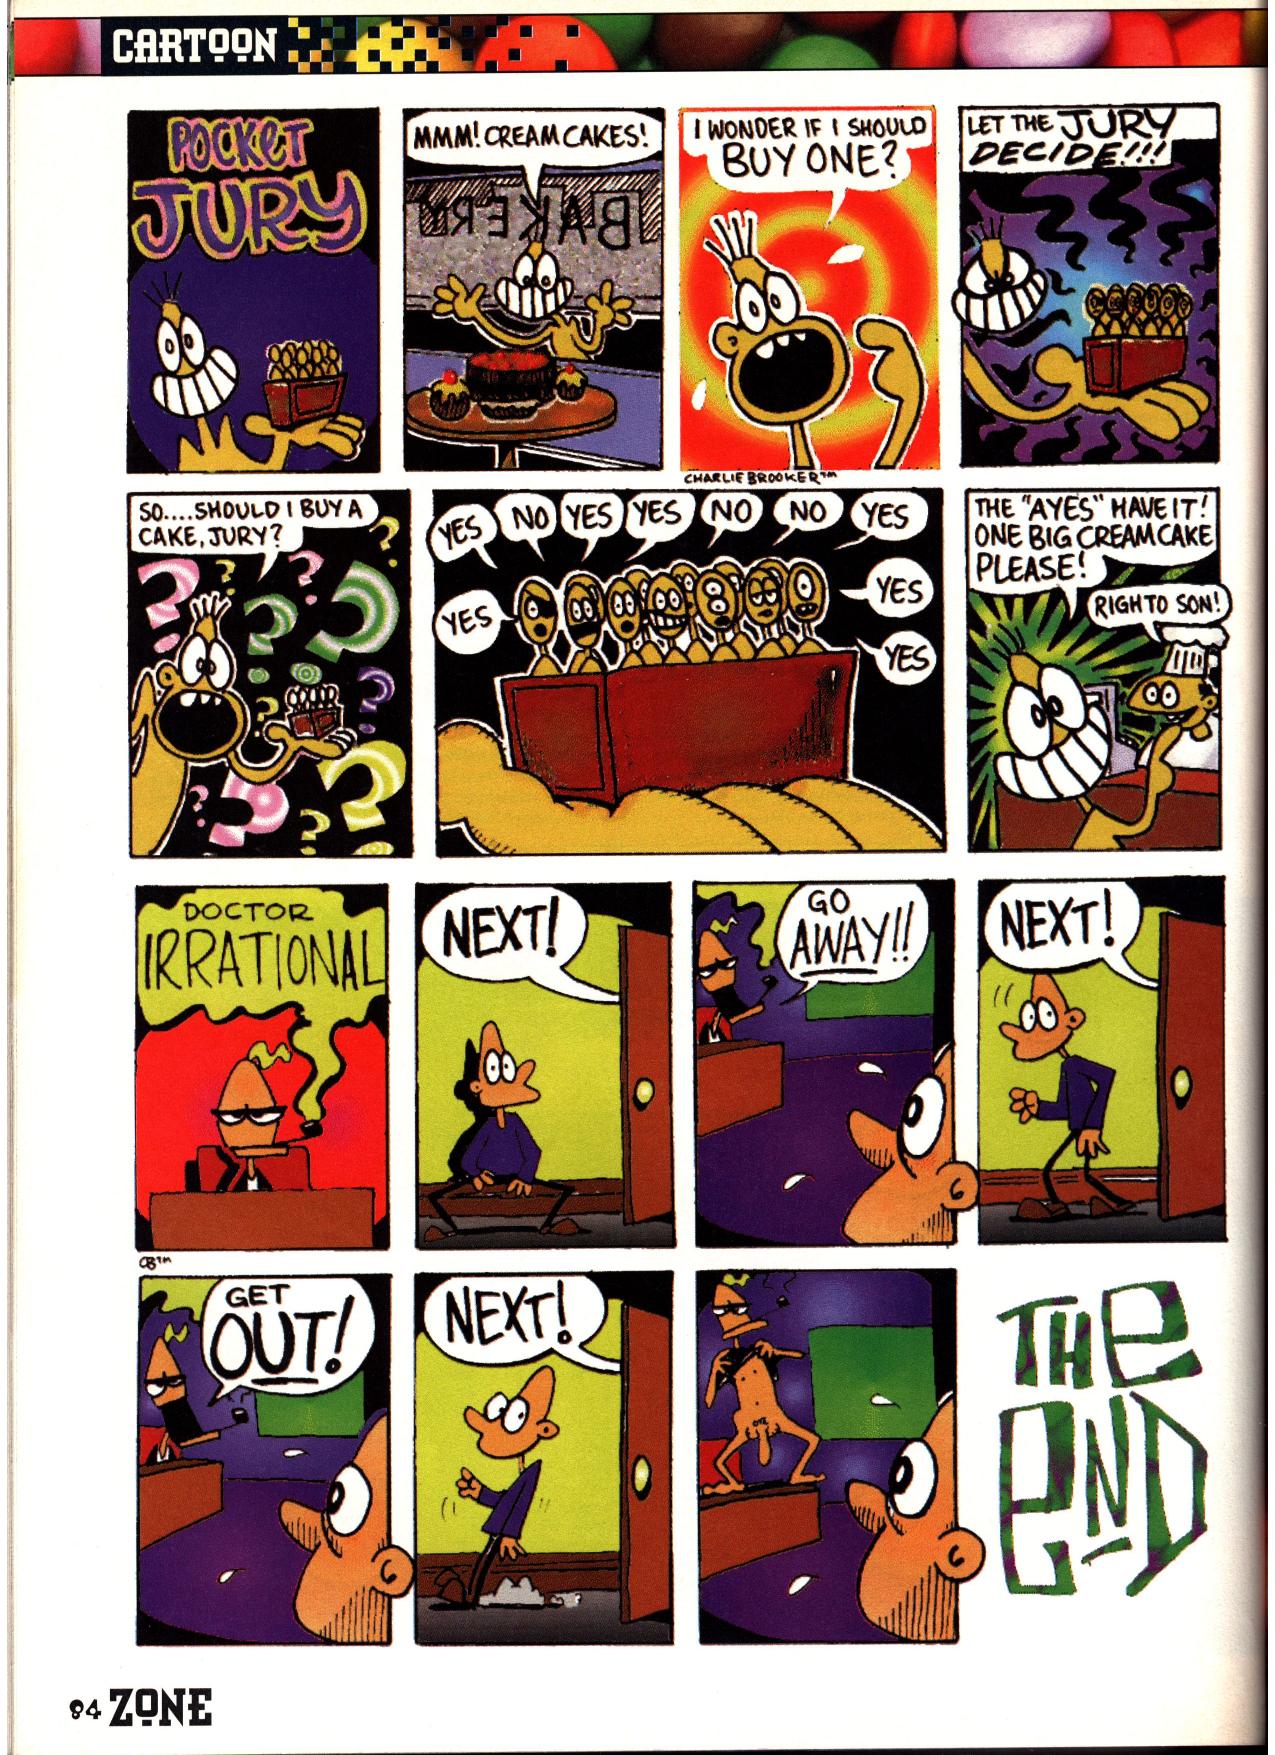 CARTOON
POCKET
JURY
MMM! CREAM CAKES!
BAKERY
I WONDER IF I SHOULD
BUY ONE?
CHARLIE BROOKER™
LET THE JURY
DECIDE!!!
SO....SHOULD I BUY A
CAKE, JURY?
YES
NO
YES
YES
NO
NO
YES
YES
YES
YES
THE "AYES" HAVE IT!
ONE BIG CREAM CAKE
PLEASE!
RIGHTO SON!
DOCTOR
IRRATIONAL
CB™
NEXT!
GO
AWAY!!
NEXT!
GET
OUT!
NEXT!
THE
END
84 ZONE